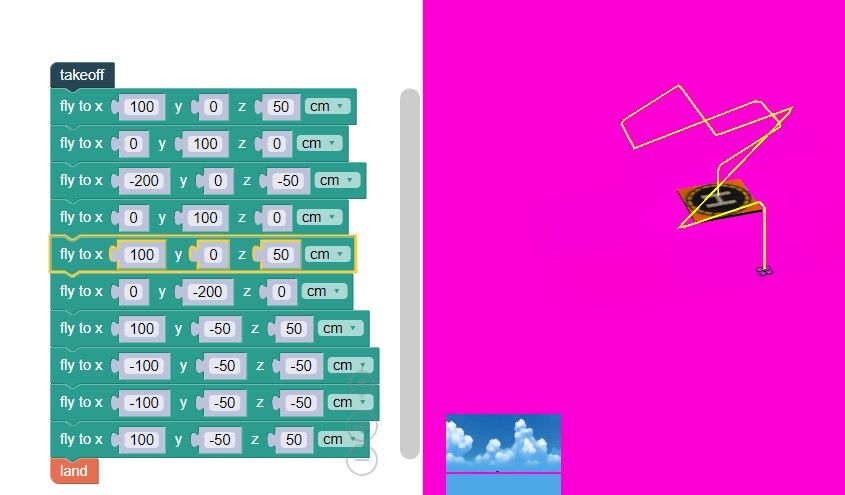 takeoff
fly to x 100 y 0 z 50 cm
fly to x 0 y 100 z 0 cm
fly to x -200 y 0 z -50 cm
fly to x 0 y 100 z 0 cm
fly to x 100 y 0 z 50 cm
fly to x 0 y -200 z 0 cm
fly to x 100 y -50 z 50 cm
fly to x -100 y -50 z -50 cm
fly to x -100 y -50 z -50 cm
fly to x 100 y -50 z 50 cm
land
H